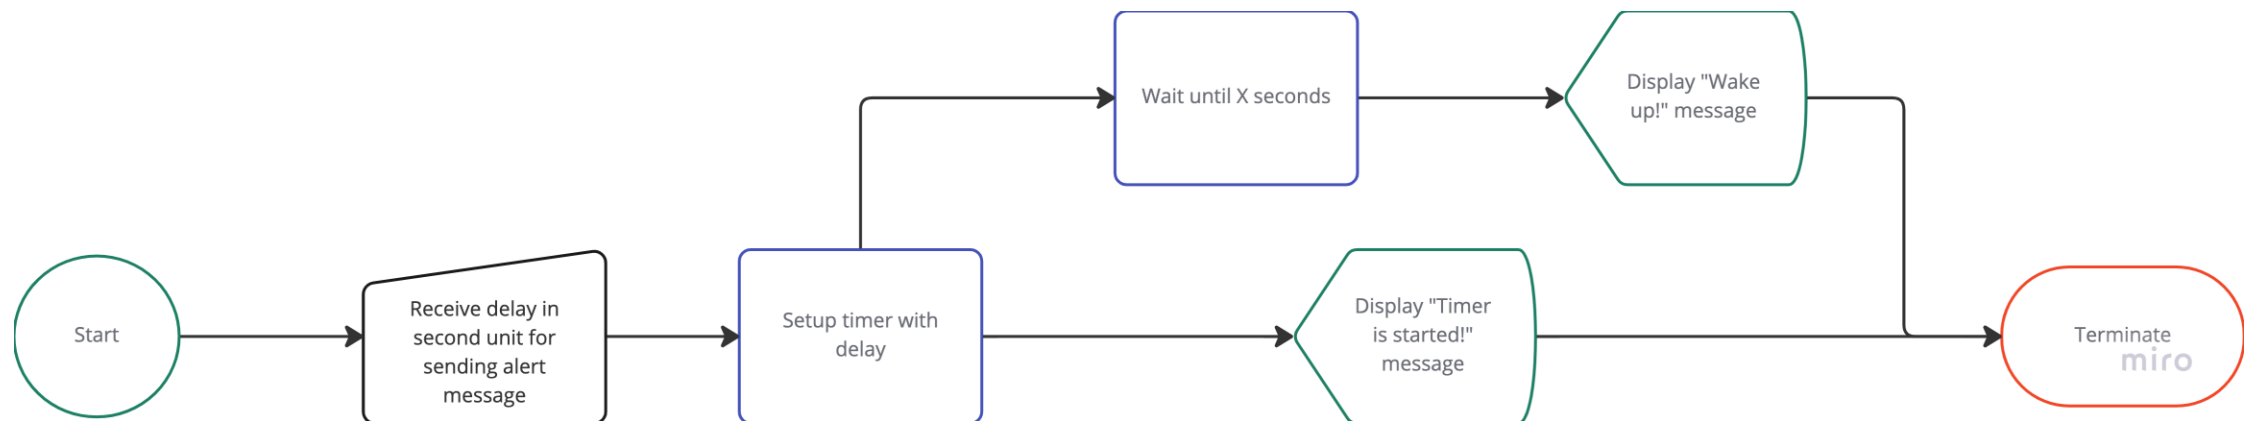 Wait until X seconds
Display "Wake
up!" message
Start
Receive delay in
second unit for
sending alert
message
Setup timer with
delay
Display "Timer
is started!"
message
Terminate
miro